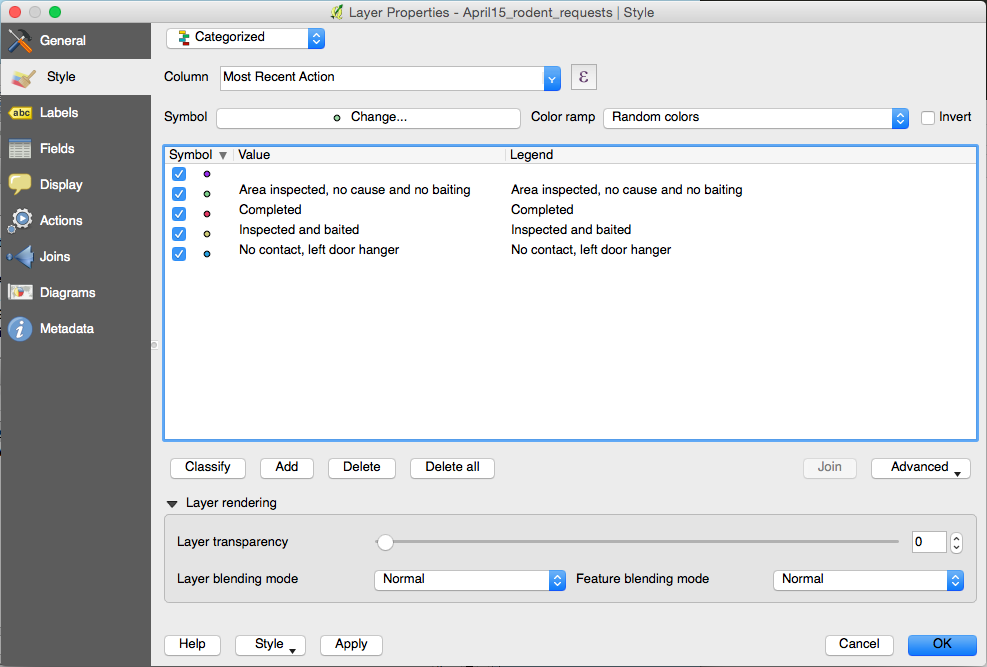 Layer Properties - April15_rodent_requests | Style
General
Style
Labels
Fields
Display
Actions
Joins
Diagrams
Metadata
Categorized
Column Most Recent Action ε
Symbol Change... Color ramp Random colors Invert
Symbol Value Legend
Area inspected, no cause and no baiting Area inspected, no cause and no baiting
Completed Completed
Inspected and baited Inspected and baited
No contact, left door hanger No contact, left door hanger
Classify Add Delete Delete all Join Advanced
Layer rendering
Layer transparency 0
Layer blending mode Normal Feature blending mode Normal
Help Style Apply Cancel OK
abc